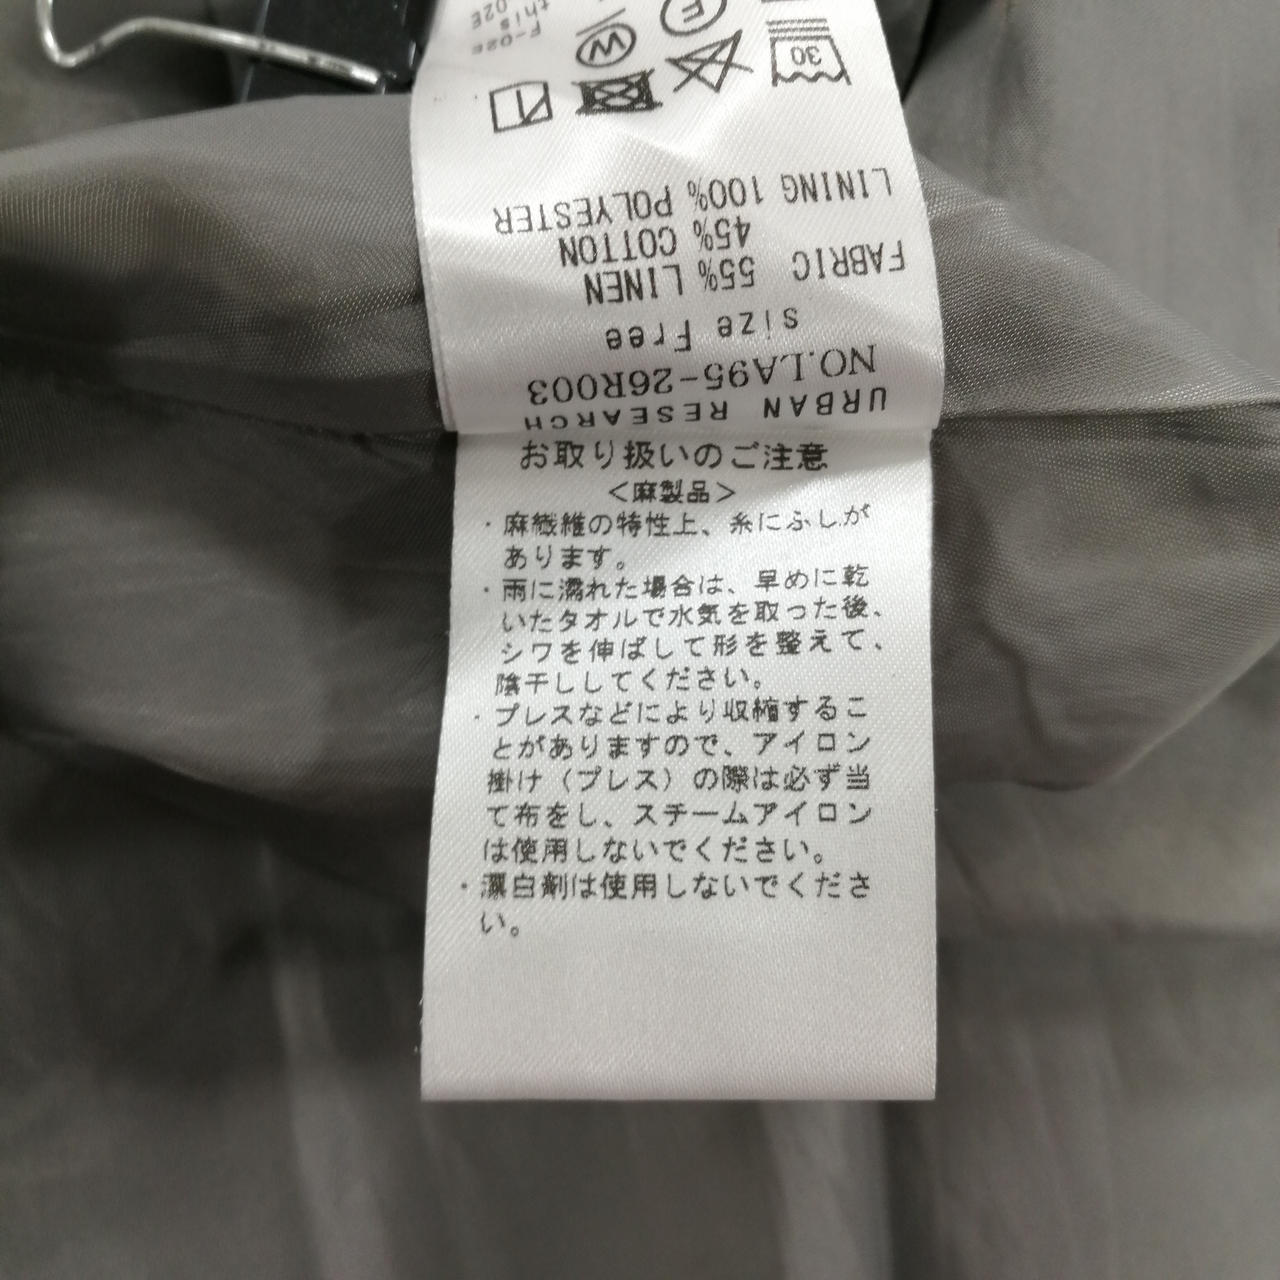 URBAN RESEARCH
NO.LA95-26R003
size Free
FABRIC 55% LINEN
45% COTTON
LINING 100% POLYESTER
30
W
F
お取り扱いのご注意
<麻製品>
・麻繊維の特性上、糸にふしが
あります。
・雨に濡れた場合は、早めに乾
いたタオルで水気を取った後、
シワを伸ばして形を整えて、
陰干ししてください。
・プレスなどにより収縮するこ
とがありますので、アイロン
掛け(プレス)の際は必ず当
て布をし、スチームアイロン
は使用しないでください。
・漂白剤は使用しないでくださ
い。